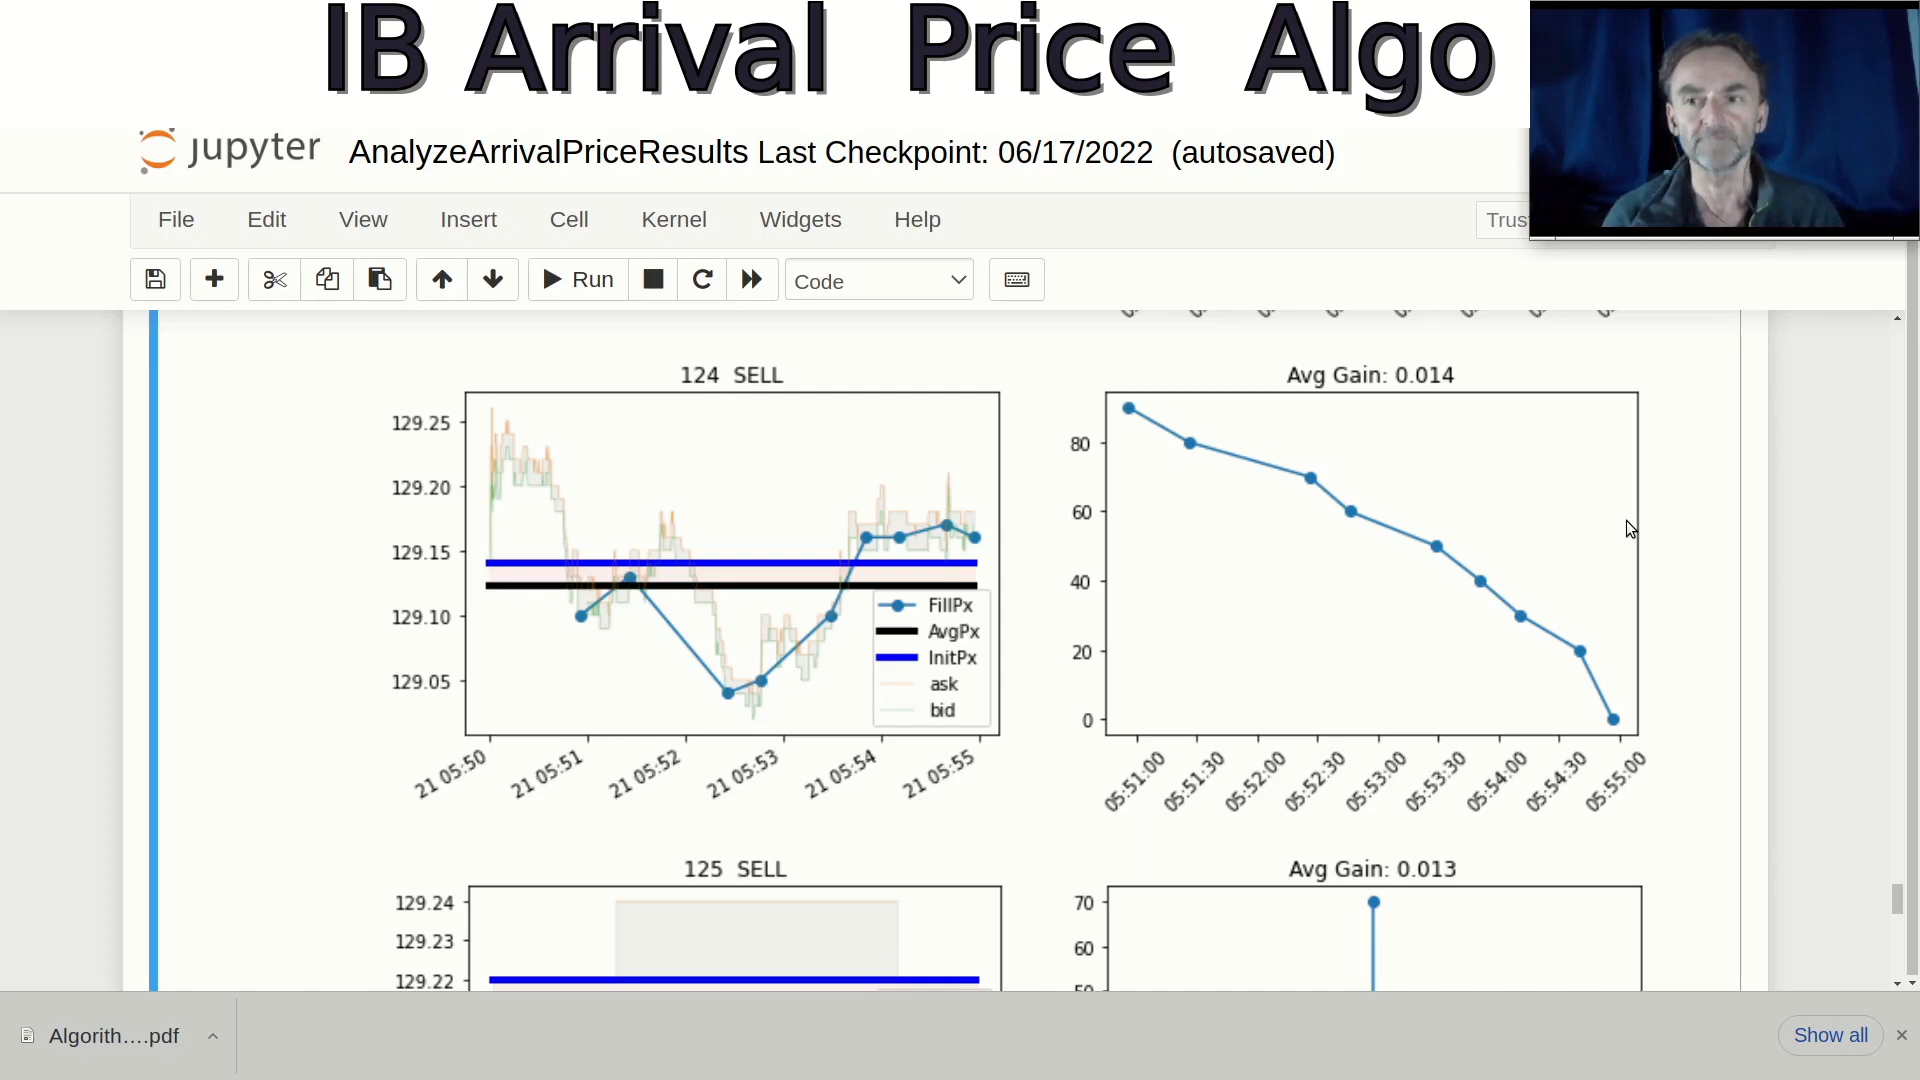 IB Arrival Price Algo
jupyter AnalyzeArrivalPriceResults Last Checkpoint: 06/17/2022 (autosaved)
File Edit View Insert Cell Kernel Widgets Help
Run Code
124 SELL
129.25
129.20
129.15
129.10
129.05
FillPx
AvgPx
InitPx
ask
bid
21 05:50 21 05:51 21 05:52 21 05:53 21 05:54 21 05:55
Avg Gain: 0.014
80
60
40
20
0
05:51:00 05:51:30 05:52:00 05:52:30 05:53:00 05:53:30 05:54:00 05:54:30 05:55:00
125 SELL
129.24
129.23
129.22
Avg Gain: 0.013
70
60
Algorith....pdf
Show all